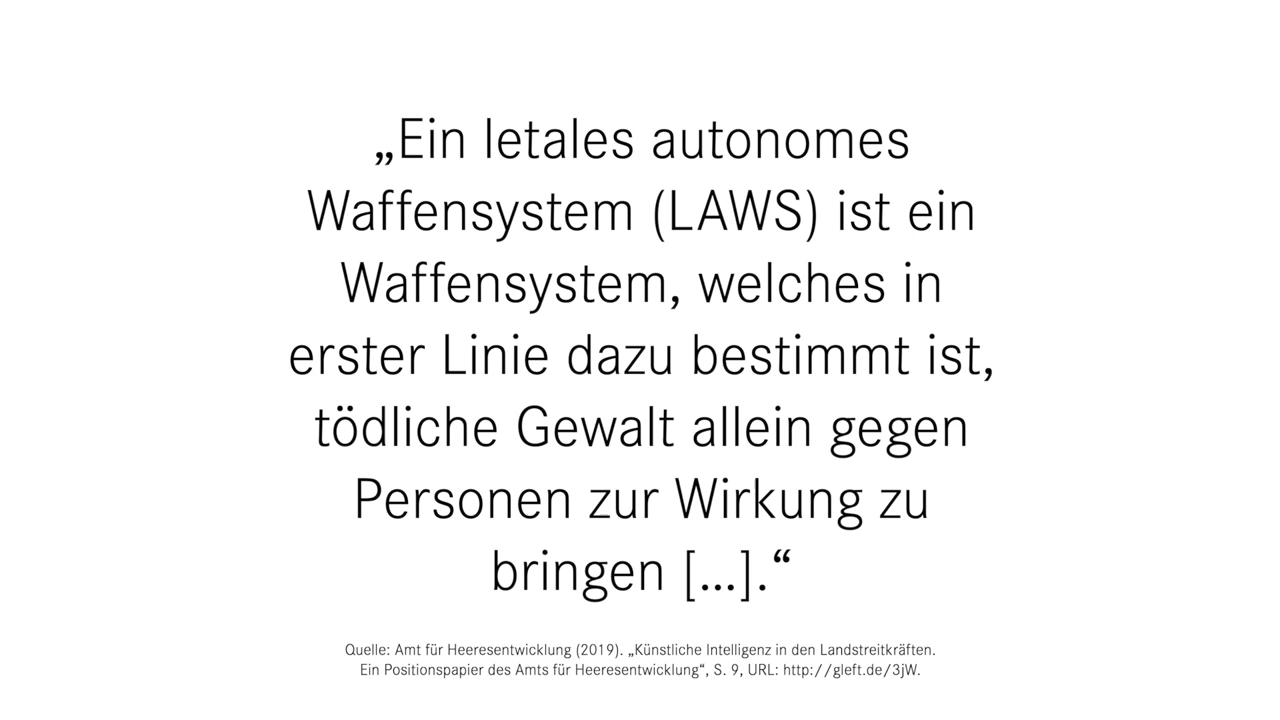 „Ein letales autonomes
Waffensystem (LAWS) ist ein
Waffensystem, welches in
erster Linie dazu bestimmt ist,
tödliche Gewalt allein gegen
Personen zur Wirkung zu
bringen [...].“
Quelle: Amt für Heeresentwicklung (2019). „Künstliche Intelligenz in den Landstreitkräften.
Ein Positionspapier des Amts für Heeresentwicklung“, S. 9, URL: http://gleft.de/3jW.